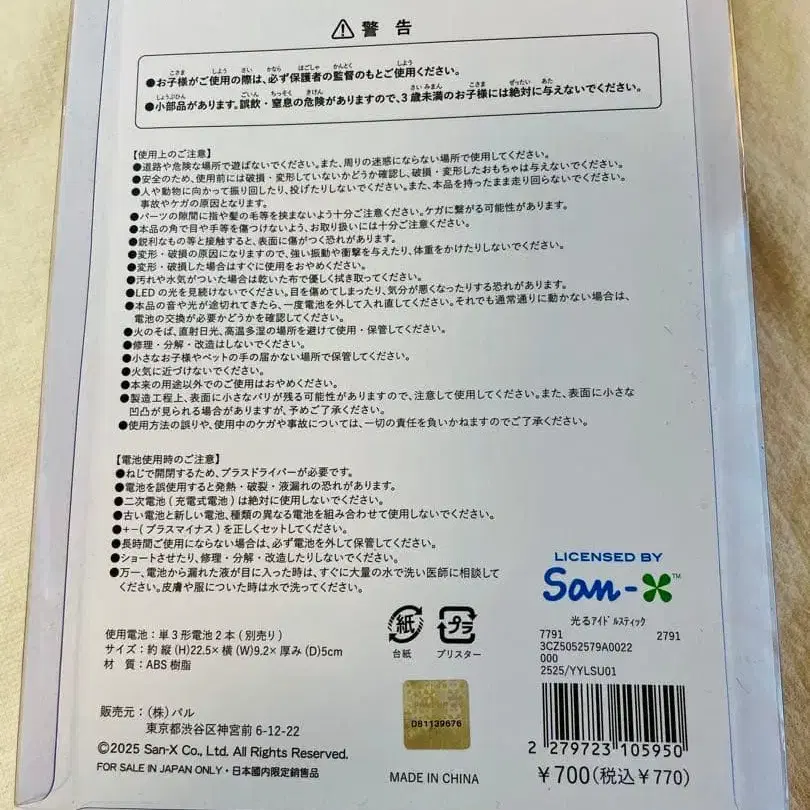 警告
●お子様がご使用の際は、必ず保護者の監督のもとご使用ください。
●小部品があります。誤飲・窒息の危険がありますので、3歳未満のお子様には絶対に与えないでください。
【使用上のご注意】
●道路や危険な場所で遊ばないでください。また、周りの迷惑にならない場所で使用してください。
●安全のため、使用前には破損・変形していないかどうか確認し、破損・変形したおもちゃは与えないでください。
●人や動物に向かって振り回したり、投げたりしないでください。また、本品を持ったまま走り回らないでください。
事故やケガの原因となります。
●パーツの隙間に指や髪の毛等を挟まないよう十分ご注意ください。ケガに繋がる可能性があります。
●本品の角で目や手等を傷つけないよう、お取り扱いには十分ご注意ください。
●鋭利なもの等と接触すると、表面に傷がつく恐れがあります。
●変形・破損の原因になりますので、強い振動や衝撃を与えたり、体重をかけたりしないでください。
●変形・破損した場合はすぐに使用をおやめください。
●汚れや水気がついた場合は乾いた布で優しく拭き取ってください。
●LEDの光を見続けないでください。目を傷めてしまったり、気分が悪くなったりする恐れがあります。
●本品の音や光が途切れてきたら、一度電池を外して入れ直してください。それでも通常通りに動かない場合は、
電池の交換が必要かどうかを確認してください。
●火のそば、直射日光、高温多湿の場所を避けて使用・保管してください。
●修理・分解・改造はしないでください。
●小さなお子様やペットの手の届かない場所で保管してください。
●火気に近づけないでください。
●本来の用途以外でのご使用はおやめください。
●製造工程上、表面に小さなバリが残る可能性がありますので、注意して使用してください。また、表面に小さな
凹凸が見られる場合がありますが、予めご了承ください。
●使用方法の誤りや、使用中のケガや事故については、一切の責任を負いかねますのでご了承ください。
【電池使用時のご注意】
●ねじで開閉するため、プラスドライバーが必要です。
●電池を誤使用すると発熱・破裂・液漏れの恐れがあります。
●二次電池(充電式電池)は絶対に使用しないでください。
●古い電池と新しい電池、種類の異なる電池を組み合わせて使用しないでください。
●+−(プラスマイナス)を正しくセットしてください。
●長時間ご使用にならない場合は、必ず電池を外して保管してください。
●ショートさせたり、修理・分解・改造したりしないでください。
●万一、電池から漏れた液が目に入った時は、すぐに大量の水で洗い医師に相談して
ください。皮膚や服についた時は水で洗ってください。
LICENSED BY
San-X™
光るアイドルスティック
7791 2791
3CZ5052579A0022
000
2525/YYLSU01
使用電池：単3形電池2本(別売り)
サイズ：約 縦(H)22.5×横(W)9.2×厚み(D)5cm
材 質：ABS樹脂
紙 プラ
台紙 ブリスター
販売元：(株)パル
東京都渋谷区神宮前6-12-22
©2025 San-X Co., Ltd. All Rights Reserved.
FOR SALE IN JAPAN ONLY・日本国内限定販売品
D81139676
MADE IN CHINA
2 279723 105950
￥700(税込￥770)